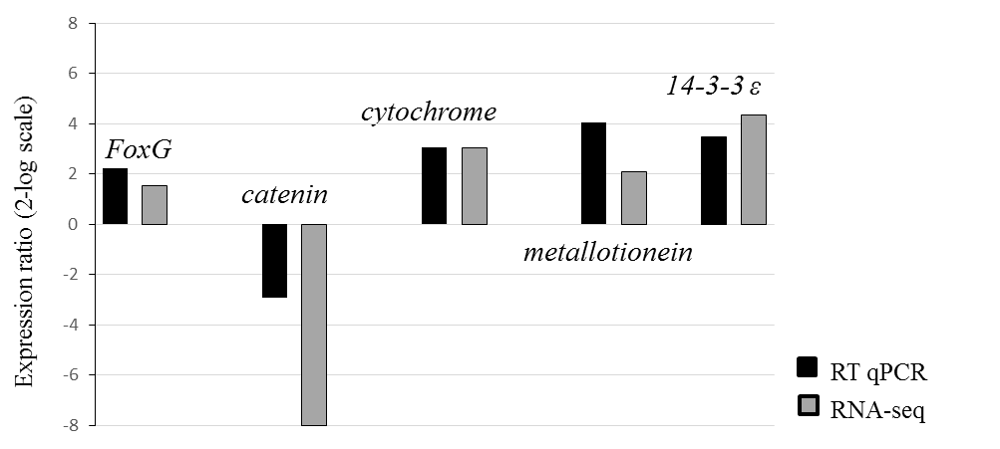 8
6
4
2
0
-2
-4
-6
-8
Expression ratio (2-log scale)
FoxG
catenin
cytochrome
metallotionein
14-3-3 ε
RT qPCR
RNA-seq